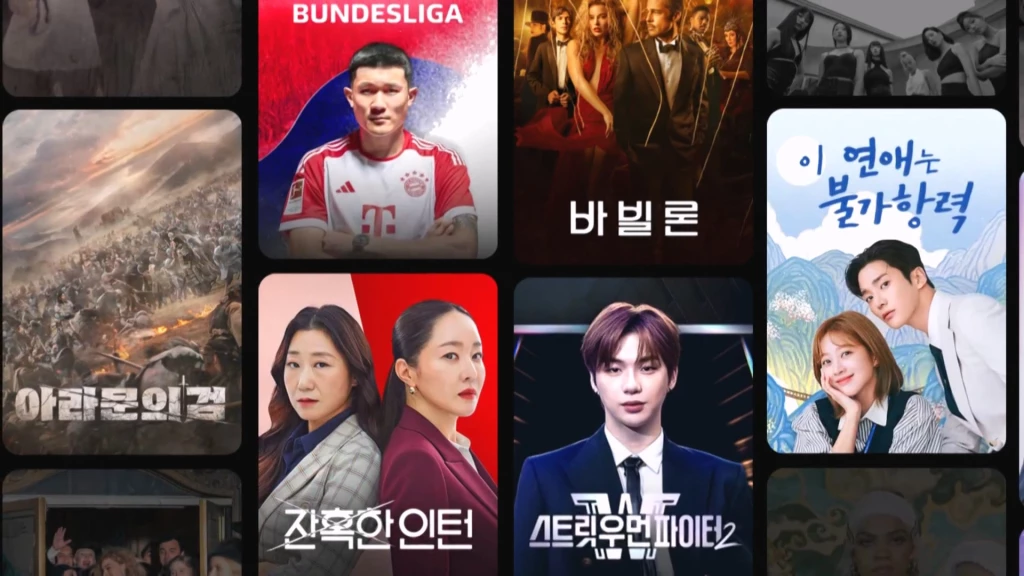 BUNDESLIGA
바빌론
이 연애는
불가항력
아라문의 검
잔혹한 인턴
스트릿 우먼 파이터2
W
T